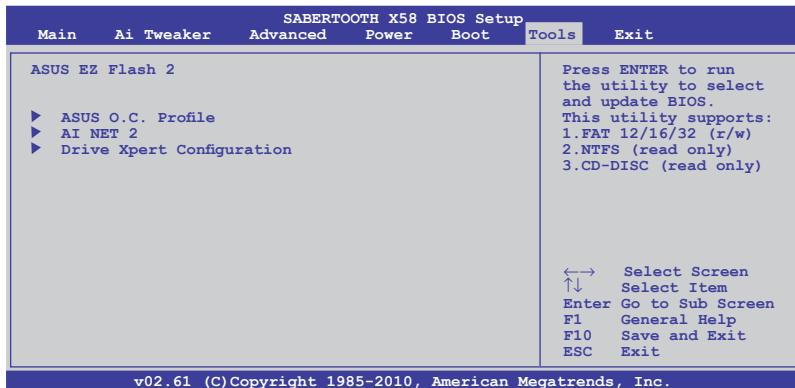 SABERTOOTH X58 BIOS Setup
Main Ai Tweaker Advanced Power Boot Tools Exit
ASUS EZ Flash 2
ASUS O.C. Profile
AI NET 2
Drive Xpert Configuration
Press ENTER to run
the utility to select
and update BIOS.
This utility supports:
1.FAT 12/16/32 (r/w)
2.NTFS (read only)
3.CD-DISC (read only)
←→ Select Screen
↑↓ Select Item
Enter Go to Sub Screen
F1 General Help
F10 Save and Exit
ESC Exit
v02.61 (C)Copyright 1985-2010, American Megatrends, Inc.